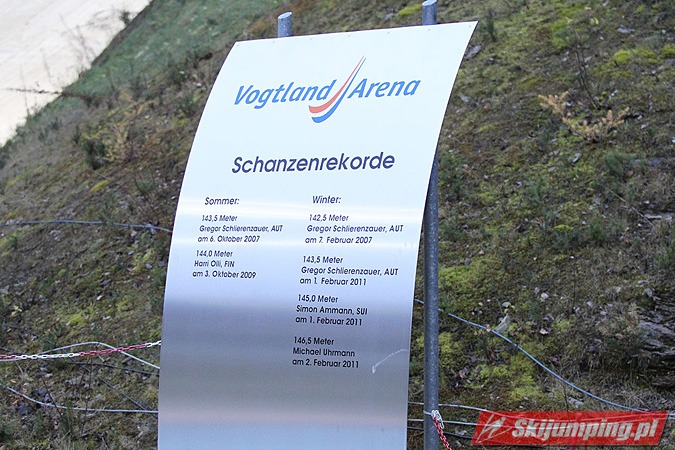 Vogtland Arena
Schanzenrekorde
Sommer:
143,5 Meter
Gregor Schlierenzauer, AUT
am 6. Oktober 2007
144,0 Meter
Harri Olli, FIN
am 3. Oktober 2009
Winter:
142,5 Meter
Gregor Schlierenzauer, AUT
am 7. Februar 2007
143,5 Meter
Gregor Schlierenzauer, AUT
am 1. Februar 2011
145,0 Meter
Simon Ammann, SUI
am 1. Februar 2011
146,5 Meter
Michael Uhrmann
am 2. Februar 2011
Skijumping.pl